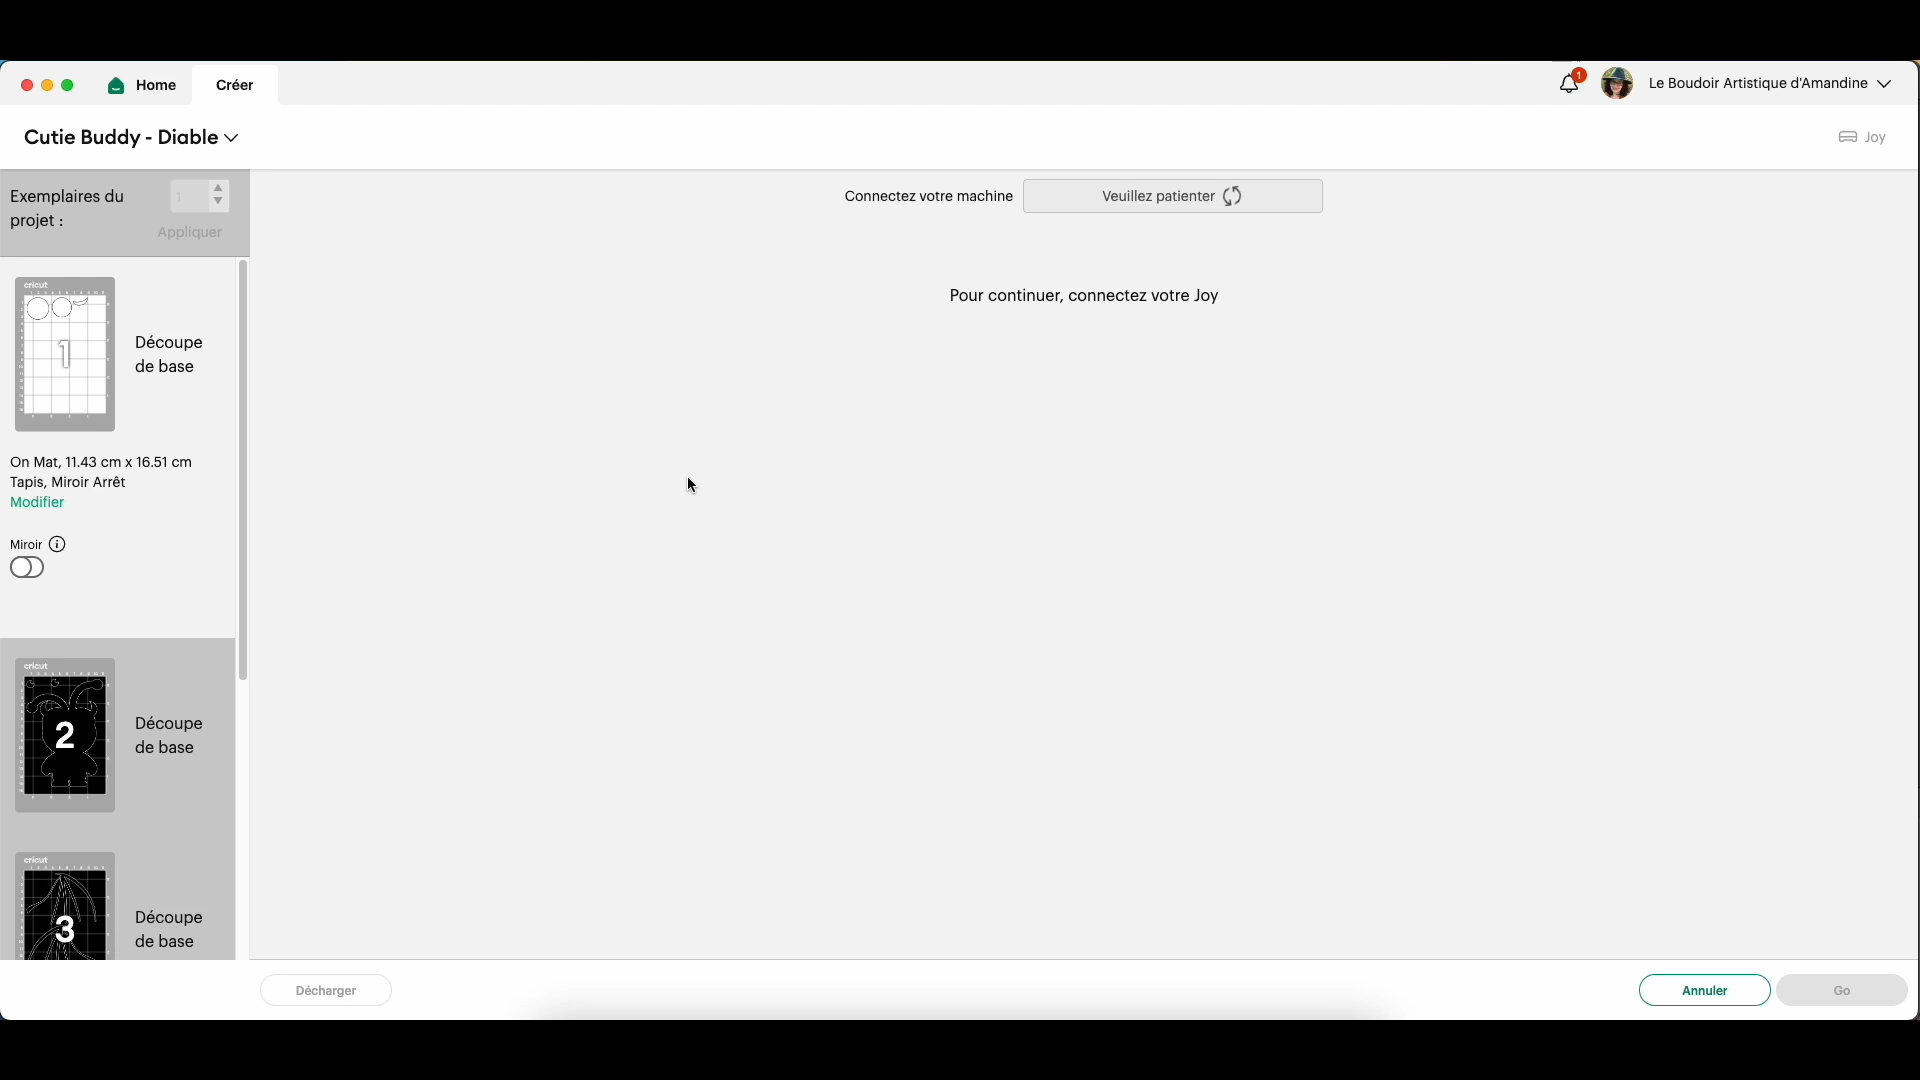 Home
Créer
1
Le Boudoir Artistique d'Amandine
Cutie Buddy - Diable
Joy
Exemplaires du
projet :
1
Appliquer
Connectez votre machine
Veuillez patienter
Pour continuer, connectez votre Joy
cricut
1
Découpe
de base
On Mat, 11.43 cm x 16.51 cm
Tapis, Miroir Arrêt
Modifier
Miroir
cricut
2
Découpe
de base
cricut
3
Découpe
de base
Décharger
Annuler
Go